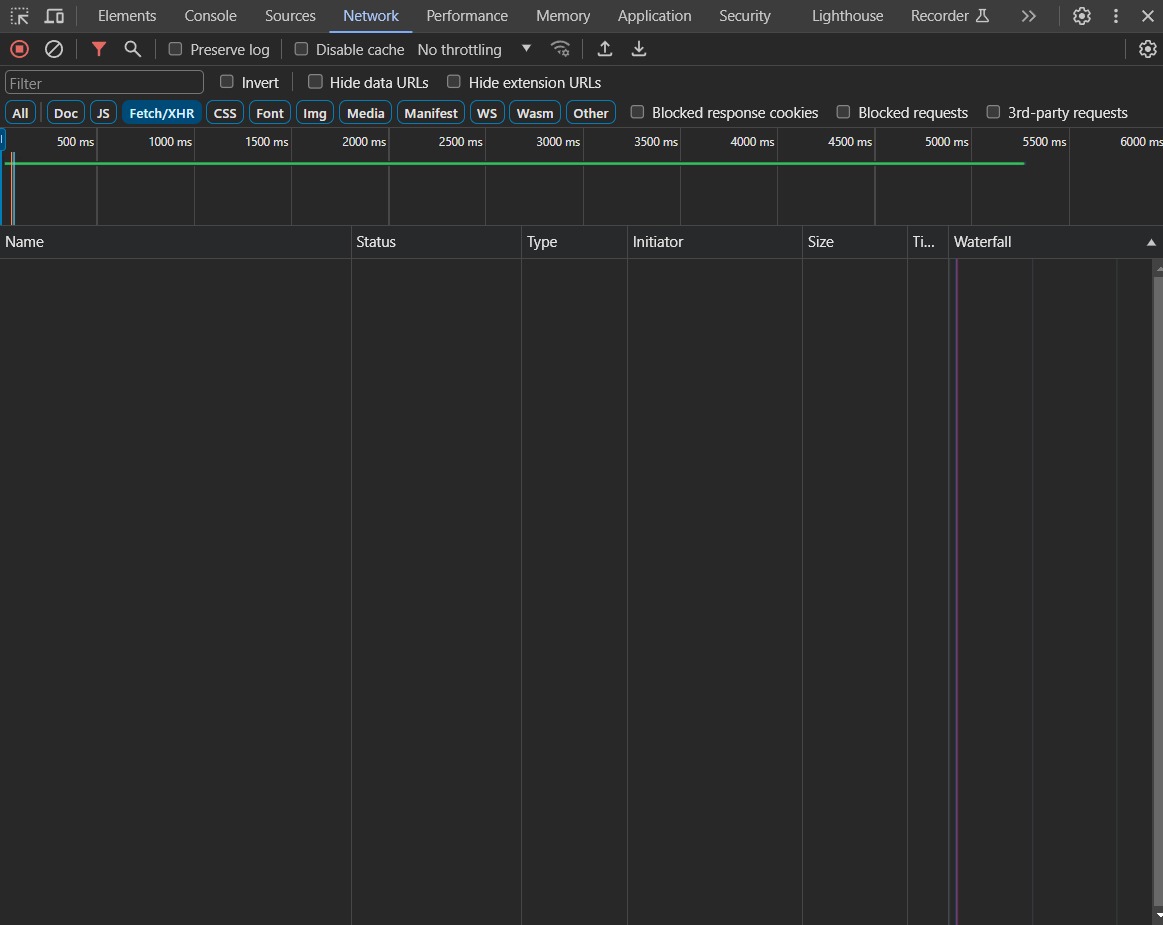 Elements Console Sources Network Performance Memory Application Security Lighthouse Recorder
Preserve log Disable cache No throttling
Filter Invert Hide data URLs Hide extension URLs
All Doc JS Fetch/XHR CSS Font Img Media Manifest WS Wasm Other Blocked response cookies Blocked requests 3rd-party requests
500 ms 1000 ms 1500 ms 2000 ms 2500 ms 3000 ms 3500 ms 4000 ms 4500 ms 5000 ms 5500 ms 6000 ms
Name Status Type Initiator Size Ti... Waterfall